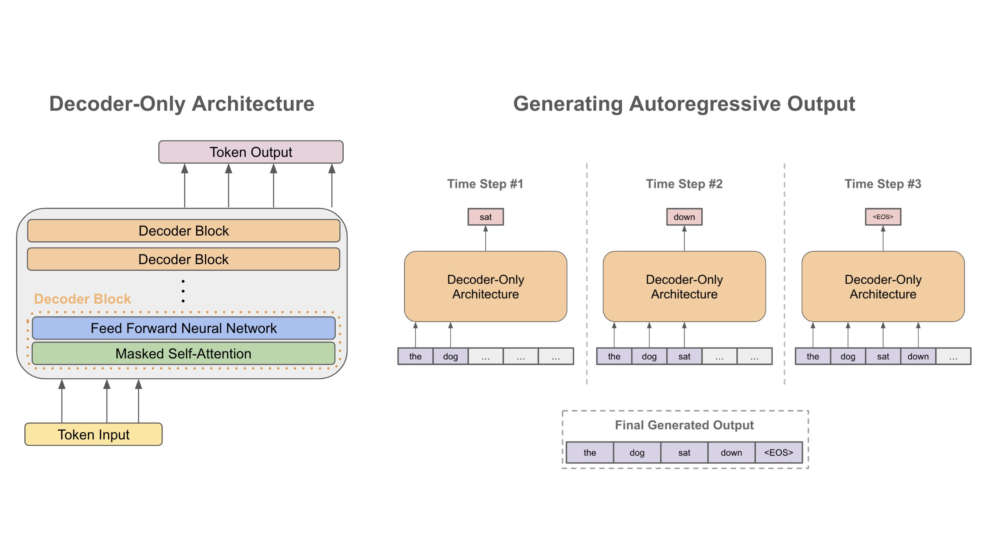 Decoder-Only Architecture
Token Output
Decoder Block
Decoder Block
Decoder Block
Feed Forward Neural Network
Masked Self-Attention
Token Input
Generating Autoregressive Output
Time Step #1
sat
Decoder-Only
Architecture
the dog ... ... ...
Time Step #2
down
Decoder-Only
Architecture
the dog sat ... ...
Time Step #3
<EOS>
Decoder-Only
Architecture
the dog sat down ...
Final Generated Output
the dog sat down <EOS>